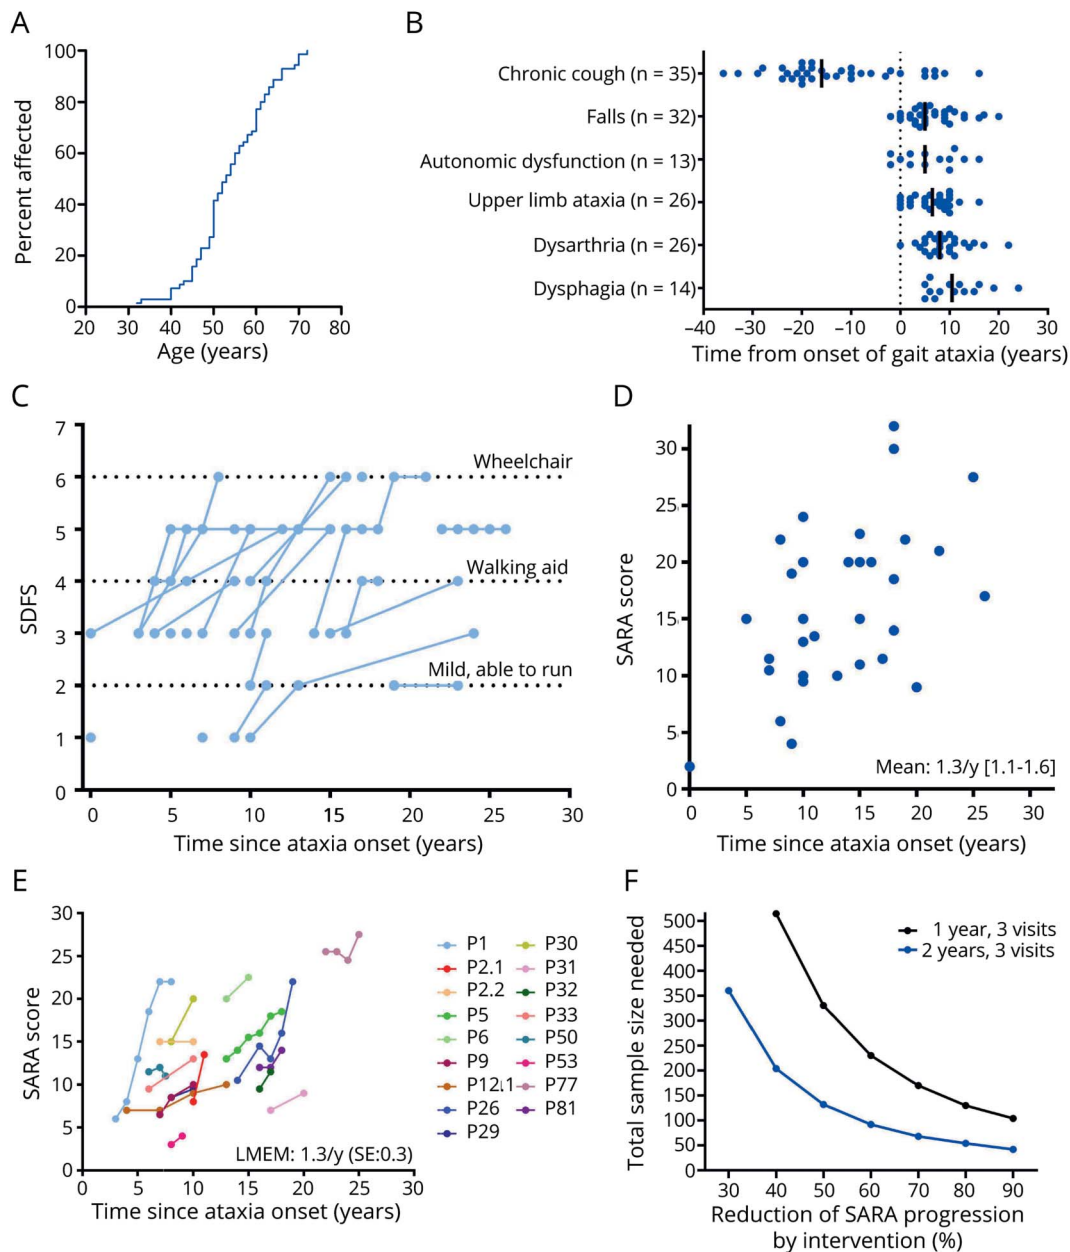 A
100
80
60
40
20
0
Percent affected
20 30 40 50 60 70 80
Age (years)
B
Chronic cough (n = 35)
Falls (n = 32)
Autonomic dysfunction (n = 13)
Upper limb ataxia (n = 26)
Dysarthria (n = 26)
Dysphagia (n = 14)
–40 –30 –20 –10 0 10 20 30
Time from onset of gait ataxia (years)
C
7
6
5
4
3
2
1
0
SDFS
Wheelchair
Walking aid
Mild, able to run
0 5 10 15 20 25 30
Time since ataxia onset (years)
D
30
25
20
15
10
5
0
SARA score
Mean: 1.3/y [1.1-1.6]
0 5 10 15 20 25 30
Time since ataxia onset (years)
E
30
25
20
15
10
5
0
SARA score
LMEM: 1.3/y (SE:0.3)
0 5 10 15 20 25 30
Time since ataxia onset (years)
P1
P2.1
P2.2
P5
P6
P9
P12.1
P26
P29
P30
P31
P32
P33
P50
P53
P77
P81
F
500
450
400
350
300
250
200
150
100
50
0
Total sample size needed
1 year, 3 visits
2 years, 3 visits
30 40 50 60 70 80 90
Reduction of SARA progression
by intervention (%)